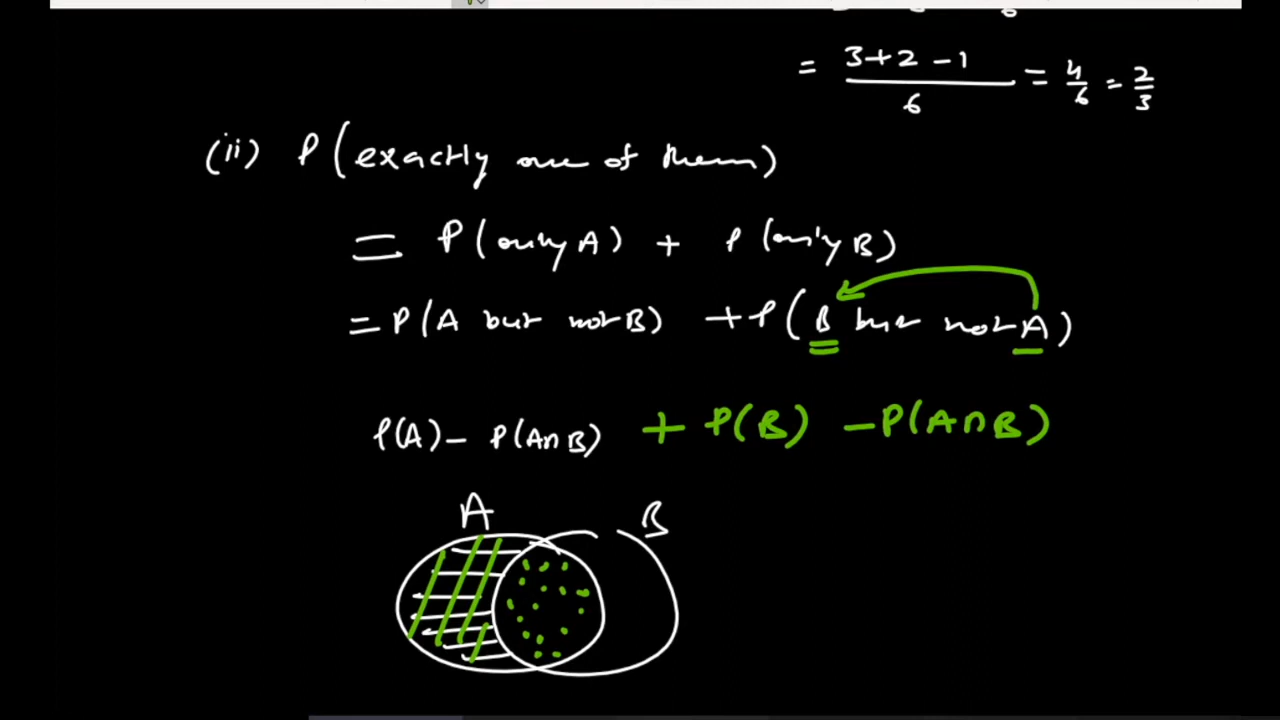 = 3+2-1/6 = 4/6 = 2/3
(ii) P(exactly one of them)
= P(only A) + P(only B)
= P(A but not B) + P(B but not A)
P(A) - P(A∩B) + P(B) - P(A∩B)
A B